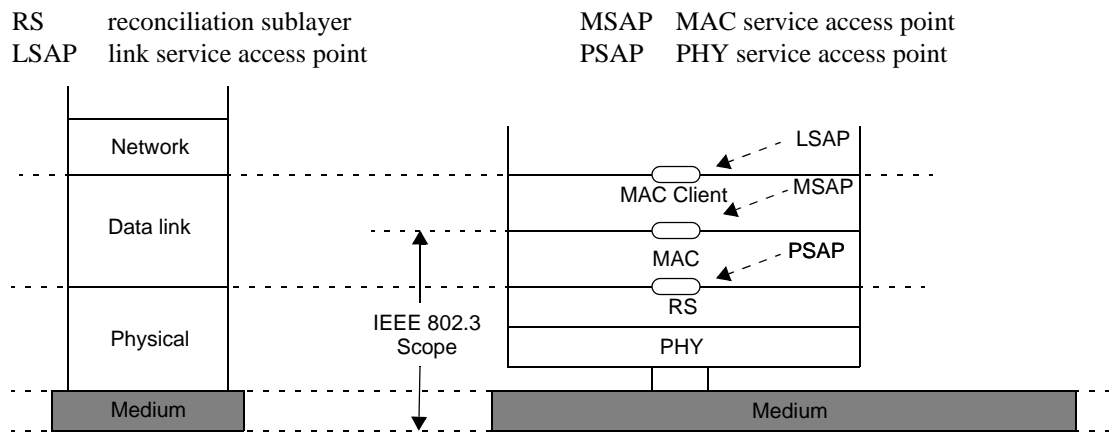 RS reconciliation sublayer
MSAP MAC service access point
LSAP link service access point
PSAP PHY service access point
Network
Data link
Physical
Medium
IEEE 802.3
Scope
LSAP
MAC Client
MSAP
MAC
PSAP
RS
PHY
Medium